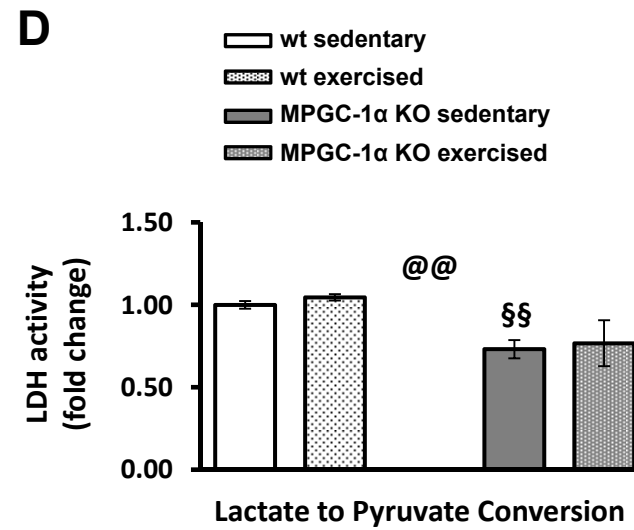 D
wt sedentary
wt exercised
MPGC-1α KO sedentary
MPGC-1α KO exercised
LDH activity
(fold change)
1.50
1.00
0.50
0.00
@@
§§
Lactate to Pyruvate Conversion